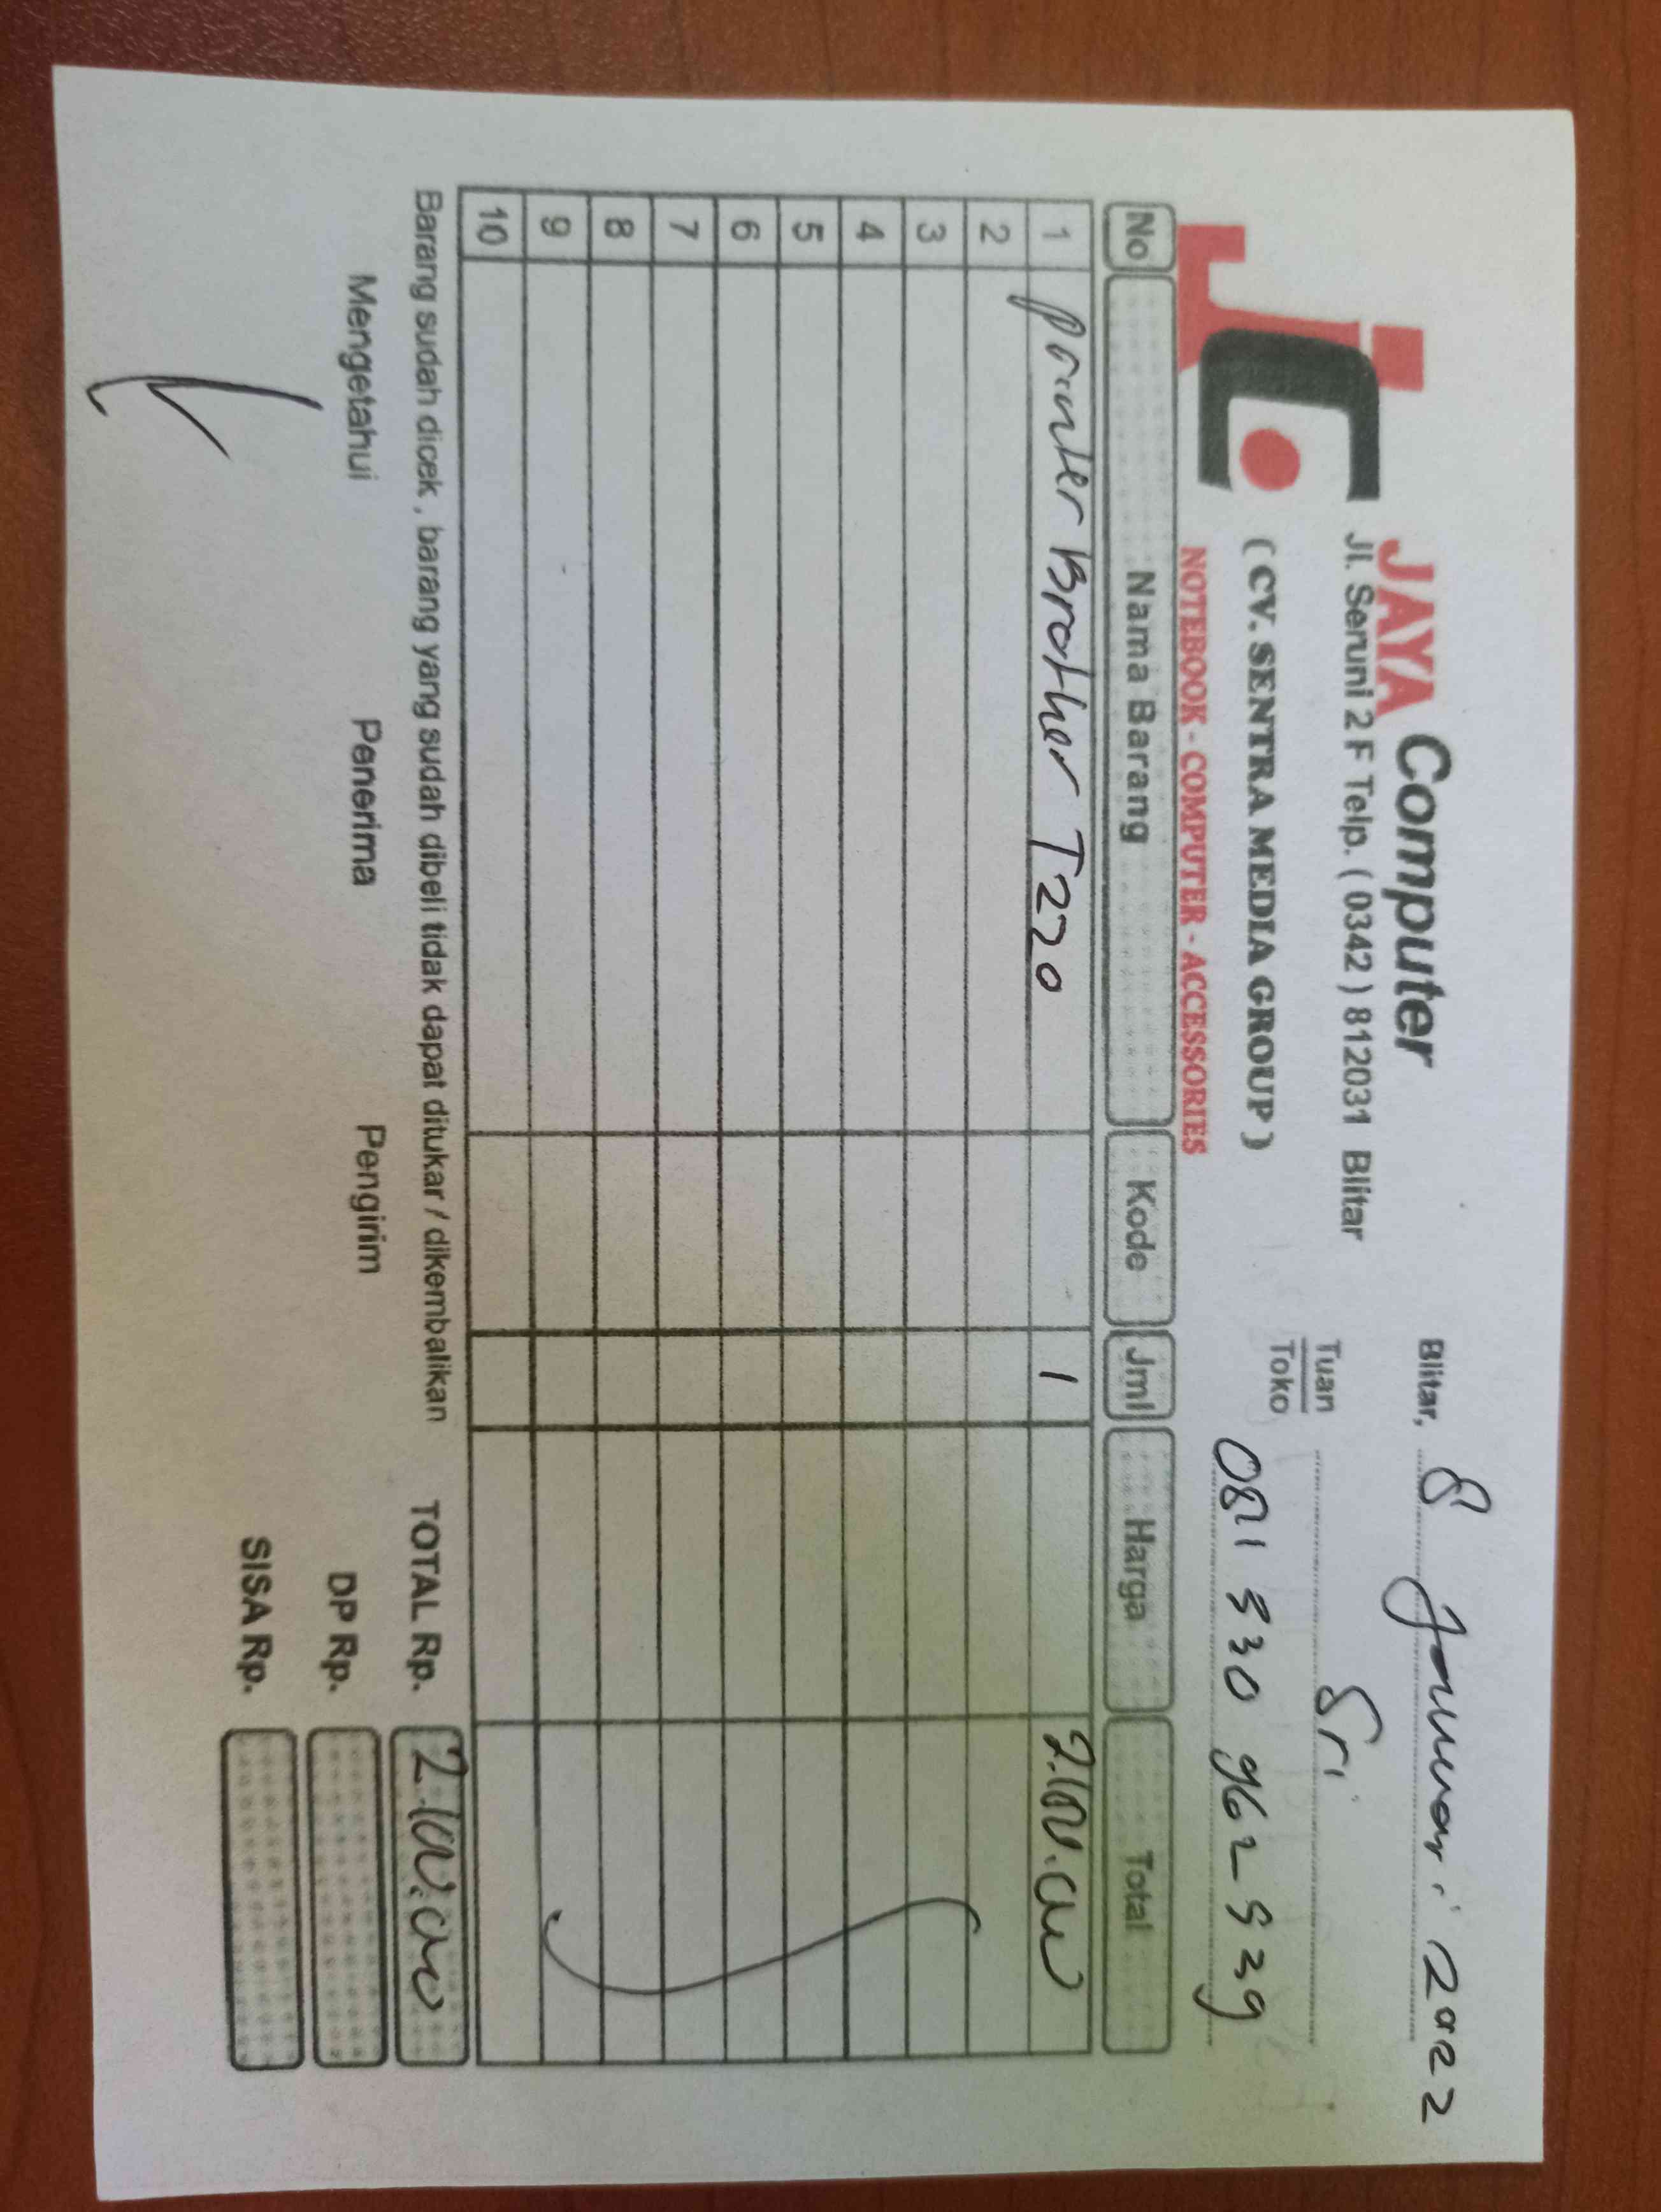 JAYA Computer
Jl. Seruni 2 F Telp. ( 0342 ) 812031 Blitar
( CV. SENTRA MEDIA GROUP )
NOTEBOOK - COMPUTER - ACCESSORIES
Blitar, 8 Januari 2022
Tuan Sri
Toko 0811 330 962 939
No Nama Barang Kode Jml Harga Total
1 Printer Brother T220 1 2.100.000
2
3
4
5
6
7
8
9
10
Barang sudah dicek , barang yang sudah dibeli tidak dapat ditukar / dikembalikan
TOTAL Rp. 2.100.000
Mengetahui Penerima Pengirim
DP Rp.
SISA Rp.